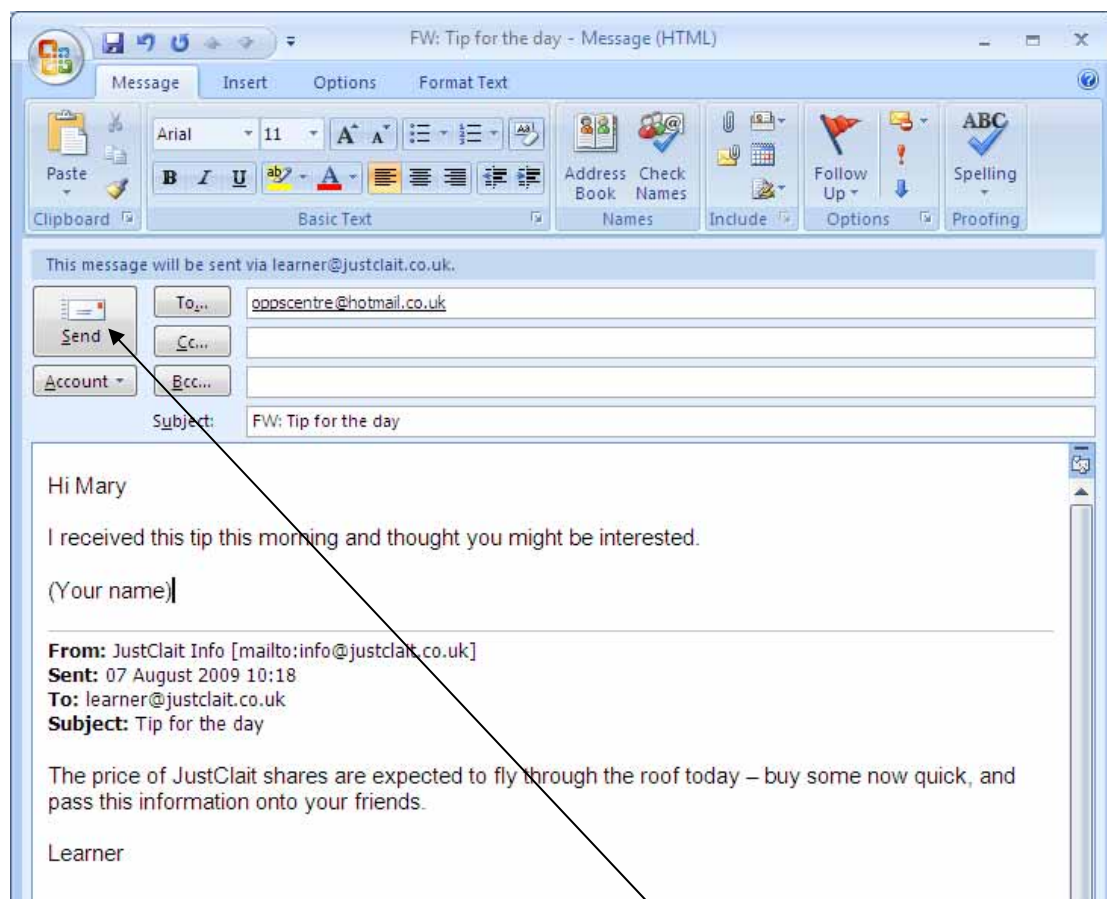 FW: Tip for the day - Message (HTML)
Message Insert Options Format Text
Paste
Arial 11
B I U
Address Book
Check Names
Follow Up
ABC
Spelling
Clipboard Basic Text Names Include Options Proofing
This message will be sent via learner@justclait.co.uk.
Send
To... oppscentre@hotmail.co.uk
Cc...
Account
Bcc...
Subject: FW: Tip for the day
Hi Mary
I received this tip this morning and thought you might be interested.
(Your name)
From: JustClait Info [mailto:info@justclait.co.uk]
Sent: 07 August 2009 10:18
To: learner@justclait.co.uk
Subject: Tip for the day
The price of JustClait shares are expected to fly through the roof today – buy some now quick, and
pass this information onto your friends.
Learner